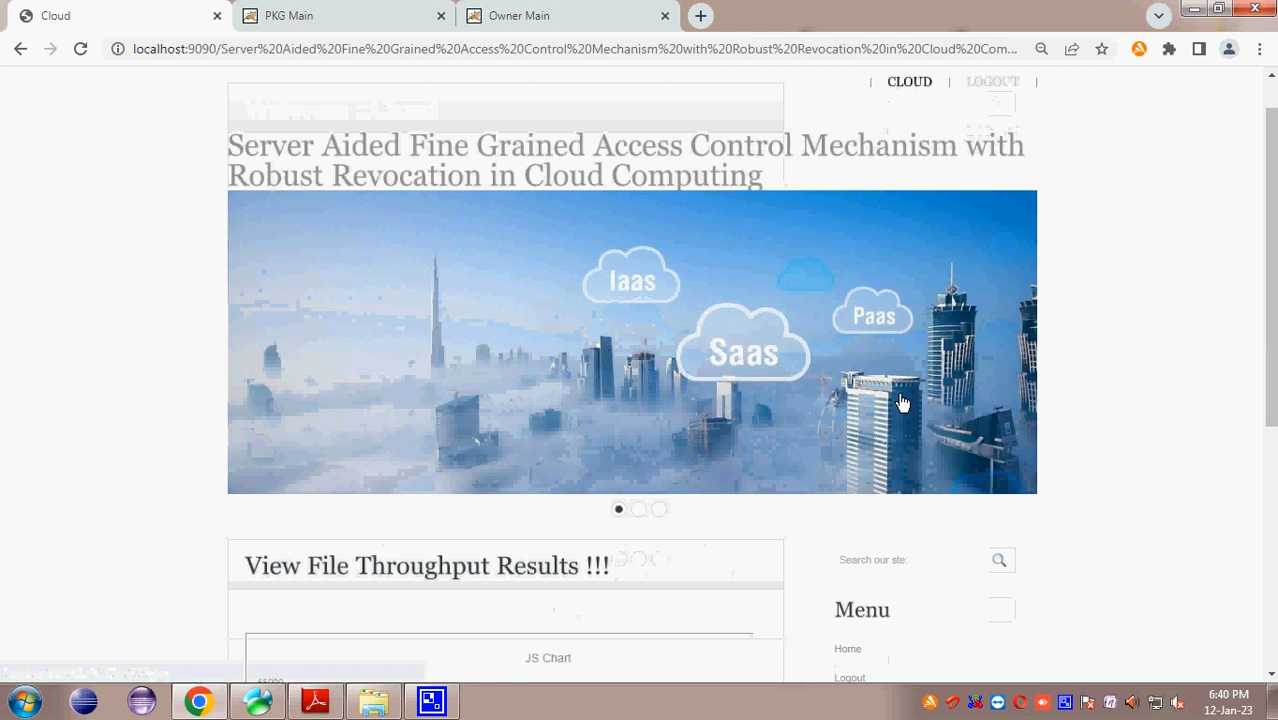 Cloud
PKG Main
Owner Main
localhost:9090/Server%20Aided%20Fine%20Grained%20Access%20Control%20Mechanism%20with%20Robust%20Revocation%20in%20Cloud%20Com...
CLOUD
LOGOUT
Server Aided Fine Grained Access Control Mechanism with
Robust Revocation in Cloud Computing
Iaas
Saas
Paas
View File Throughput Results !!!
Search our ste:
Menu
JS Chart
Home
Logout
6:40 PM
12-Jan-23